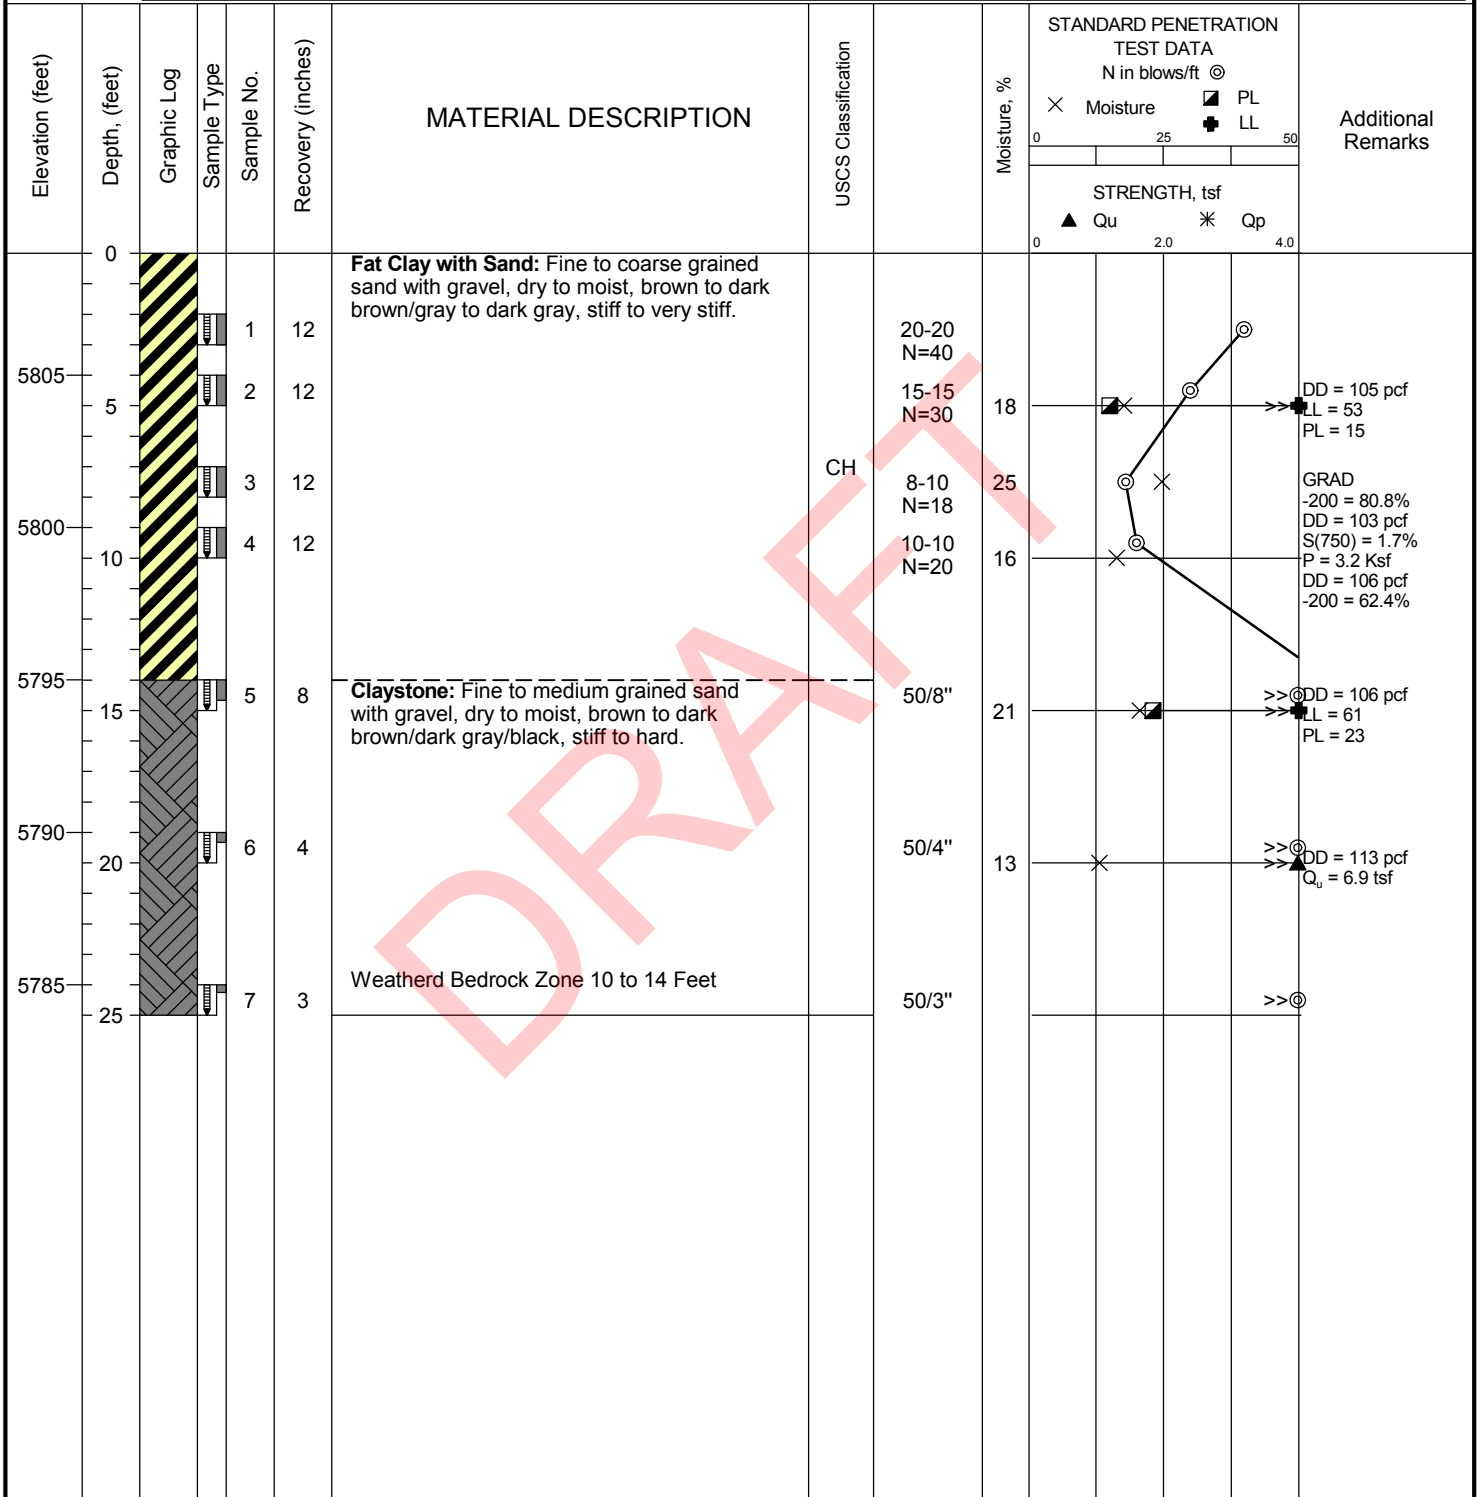 Elevation (feet)
Depth, (feet)
Graphic Log
Sample Type
Sample No.
Recovery (inches)
MATERIAL DESCRIPTION
USCS Classification
Moisture, %
STANDARD PENETRATION
TEST DATA
N in blows/ft
Moisture
PL
LL
0 25 50
STRENGTH, tsf
Qu Qp
0 2.0 4.0
Additional
Remarks
0
Fat Clay with Sand: Fine to coarse grained
sand with gravel, dry to moist, brown to dark
brown/gray to dark gray, stiff to very stiff.
1 12 20-20
N=40
5805
2 12 15-15
N=30
5
18
>>
DD = 105 pcf
LL = 53
PL = 15
CH
3 12 8-10
N=18
25
GRAD
-200 = 80.8%
DD = 103 pcf
S(750) = 1.7%
P = 3.2 Ksf
DD = 106 pcf
-200 = 62.4%
5800
4 12 10-10
N=20
10
16
5795
5 8
Claystone: Fine to medium grained sand
with gravel, dry to moist, brown to dark
brown/dark gray/black, stiff to hard.
50/8"
15
21
>>
>>
DD = 106 pcf
LL = 61
PL = 23
5790
6 4 50/4"
20
13
>>
>>
DD = 113 pcf
Qu = 6.9 tsf
5785
Weatherd Bedrock Zone 10 to 14 Feet
7 3 50/3"
>>
25
DRAFT